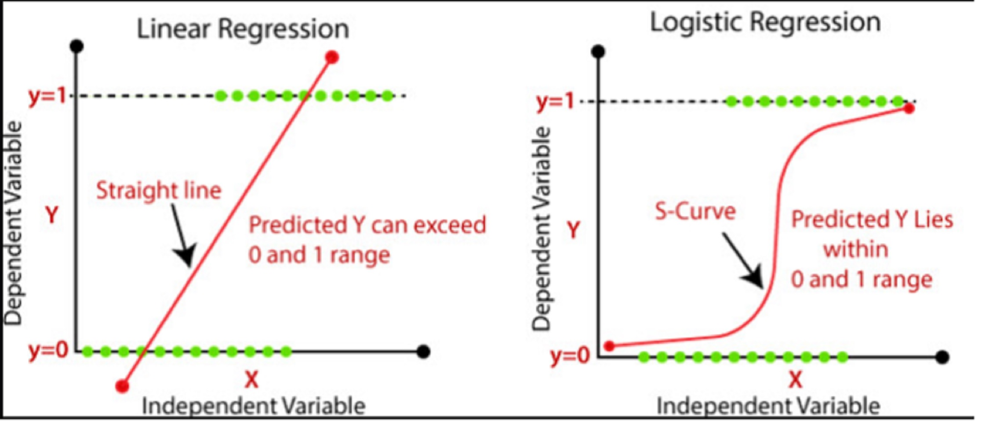 Linear Regression
y=1
Dependent Variable
Y
Straight line
Predicted Y can exceed
0 and 1 range
y=0
X
Independent Variable
Logistic Regression
y=1
Dependent Variable
Y
S-Curve
Predicted Y Lies
within
0 and 1 range
y=0
X
Independent Variable